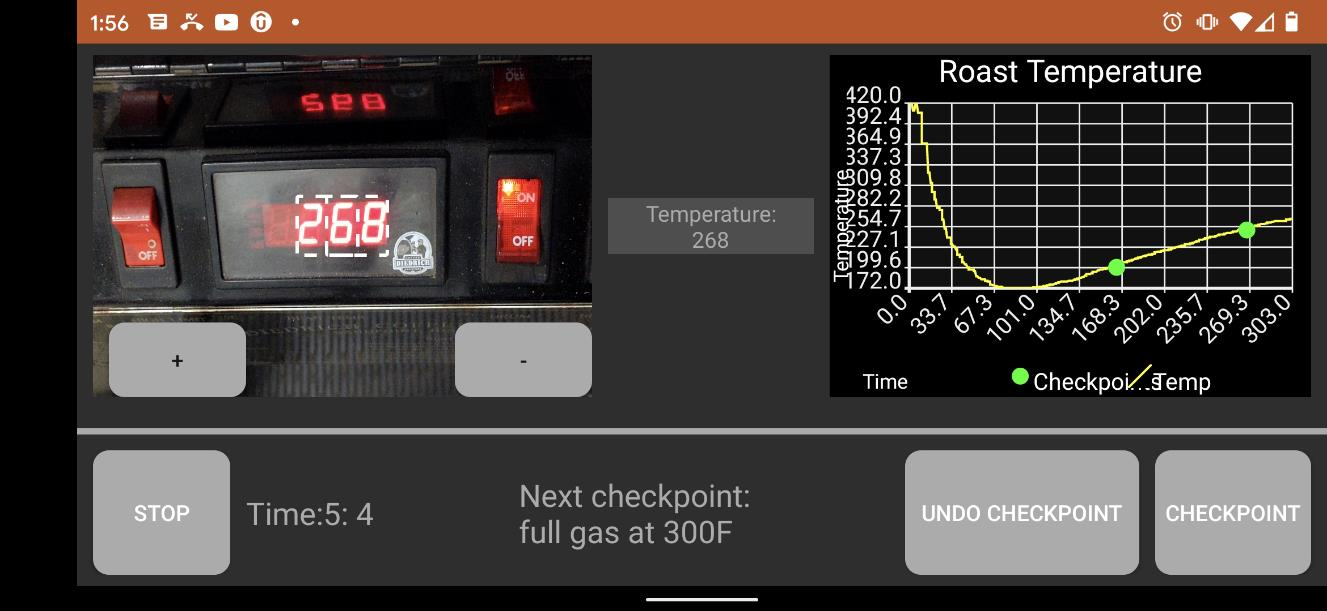 1:56
OFF
268
ON
OFF
OFF
DIEDRICH
+
-
Temperature:
268
Roast Temperature
420.0
392.4
364.9
337.3
309.8
282.2
254.7
227.1
199.6
172.0
Temperature
0.0
33.7
67.3
101.0
134.7
168.3
202.0
235.7
269.3
303.0
Time
Checkpoi...s
Temp
STOP
Time:5: 4
Next checkpoint:
full gas at 300F
UNDO CHECKPOINT
CHECKPOINT